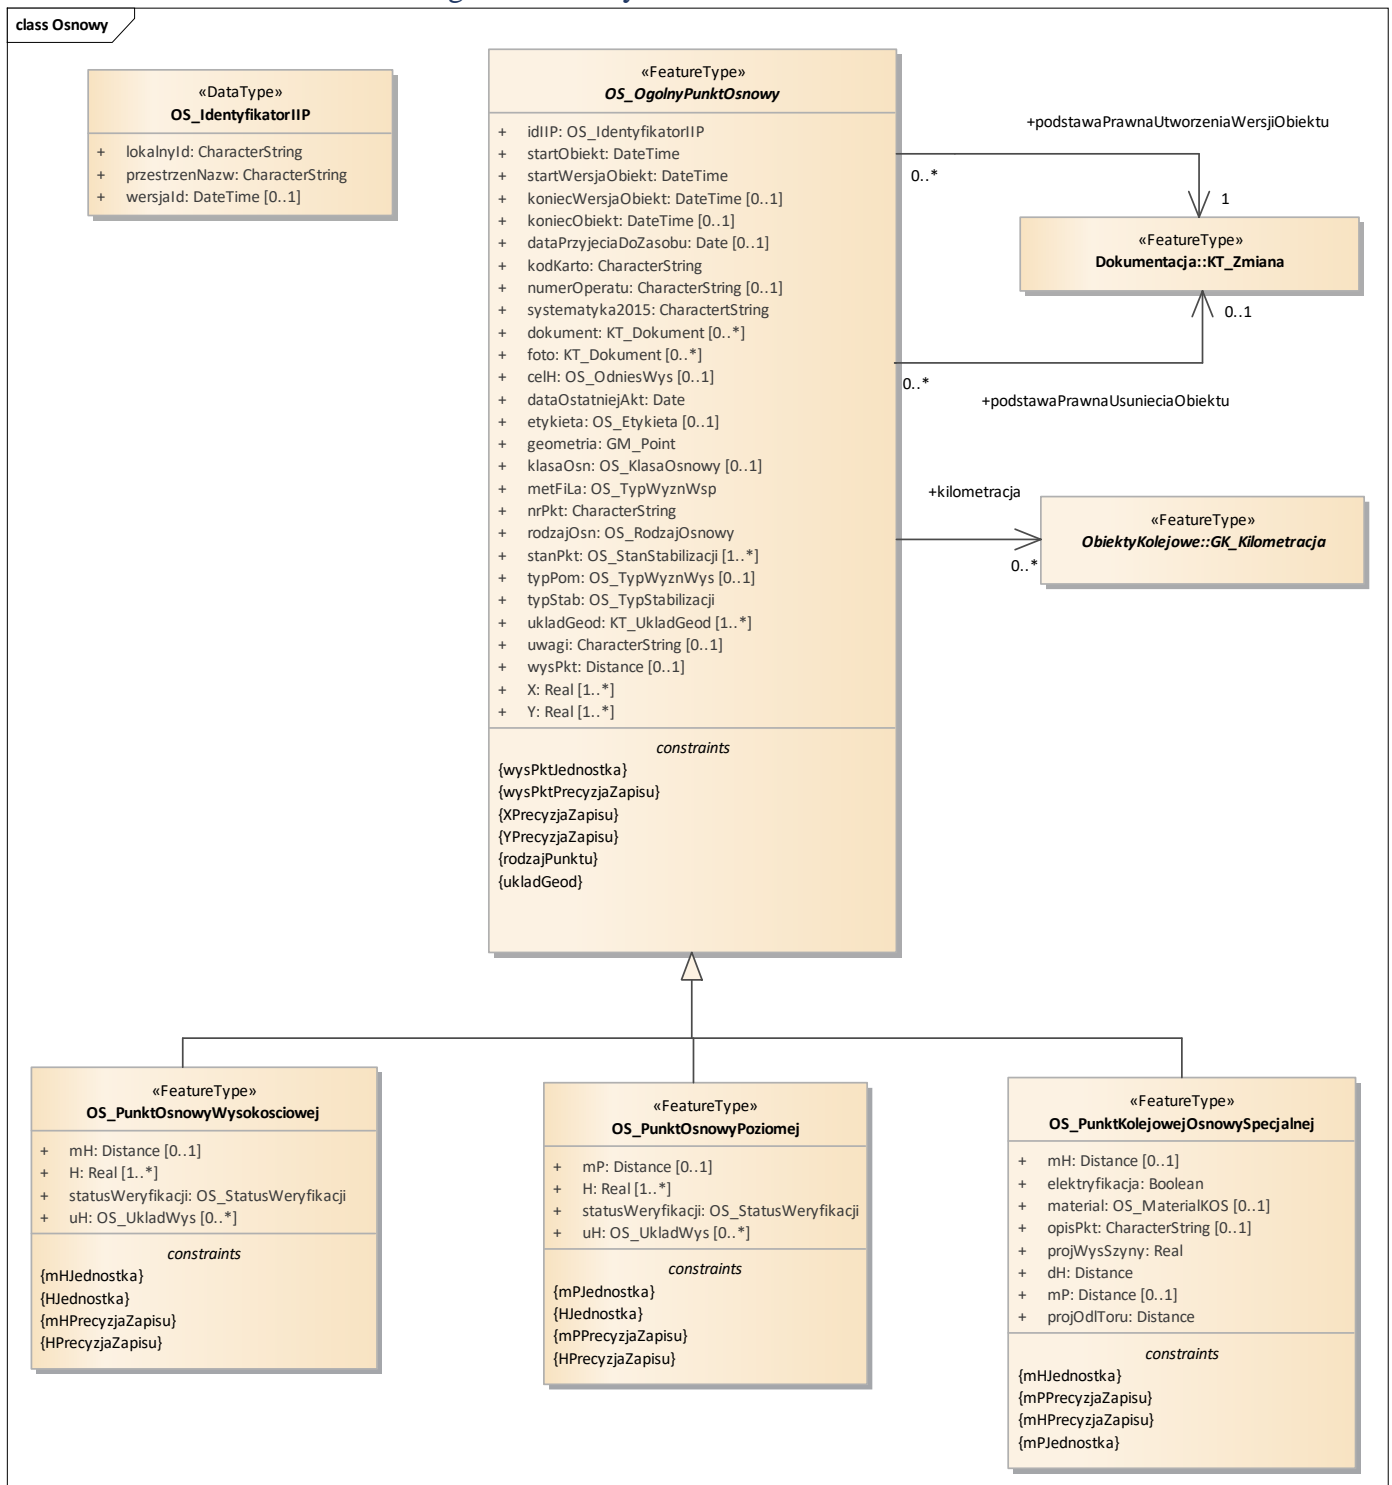 class Osnowy
«DataType»
OS_IdentyfikatorIIP
+ lokalnyId: CharacterString
+ przestrzenNazw: CharacterString
+ wersjaId: DateTime [0..1]
«FeatureType»
OS_OgolnyPunktOsnowy
+ idIIP: OS_IdentyfikatorIIP
+ startObiekt: DateTime
+ startWersjaObiekt: DateTime
+ koniecWersjaObiekt: DateTime [0..1]
+ koniecObiekt: DateTime [0..1]
+ dataPrzyjeciaDoZasobu: Date [0..1]
+ kodKarto: CharacterString
+ numerOperatu: CharacterString [0..1]
+ systematyka2015: CharactertString
+ dokument: KT_Dokument [0..*]
+ foto: KT_Dokument [0..*]
+ celH: OS_OdniesWys [0..1]
+ dataOstatniejAkt: Date
+ etykieta: OS_Etykieta [0..1]
+ geometria: GM_Point
+ klasaOsn: OS_KlasaOsnowy [0..1]
+ metFiLa: OS_TypWyznWsp
+ nrPkt: CharacterString
+ rodzajOsn: OS_RodzajOsnowy
+ stanPkt: OS_StanStabilizacji [1..*]
+ typPom: OS_TypWyznWys [0..1]
+ typStab: OS_TypStabilizacji
+ ukladGeod: KT_UkladGeod [1..*]
+ uwagi: CharacterString [0..1]
+ wysPkt: Distance [0..1]
+ X: Real [1..*]
+ Y: Real [1..*]
constraints
{wysPktJednostka}
{wysPktPrecyzjaZapisu}
{XPrecyzjaZapisu}
{YPrecyzjaZapisu}
{rodzajPunktu}
{ukladGeod}
+podstawaPrawnaUtworzeniaWersjiObiektu
0..*
1
«FeatureType»
Dokumentacja::KT_Zmiana
0..1
0..*
+podstawaPrawnaUsunieciaObiektu
+kilometracja
0..*
«FeatureType»
ObiektyKolejowe::GK_Kilometracja
«FeatureType»
OS_PunktOsnowyWysokosciowej
+ mH: Distance [0..1]
+ H: Real [1..*]
+ statusWeryfikacji: OS_StatusWeryfikacji
+ uH: OS_UkladWys [0..*]
constraints
{mHJednostka}
{HJednostka}
{mHPrecyzjaZapisu}
{HPrecyzjaZapisu}
«FeatureType»
OS_PunktOsnowyPoziomej
+ mP: Distance [0..1]
+ H: Real [1..*]
+ statusWeryfikacji: OS_StatusWeryfikacji
+ uH: OS_UkladWys [0..*]
constraints
{mPJednostka}
{HJednostka}
{mPPrecyzjaZapisu}
{HPrecyzjaZapisu}
«FeatureType»
OS_PunktKolejowejOsnowySpecjalnej
+ mH: Distance [0..1]
+ elektryfikacja: Boolean
+ material: OS_MaterialKOS [0..1]
+ opisPkt: CharacterString [0..1]
+ projWysSzyny: Real
+ dH: Distance
+ mP: Distance [0..1]
+ projOdlToru: Distance
constraints
{mHJednostka}
{mPPrecyzjaZapisu}
{mHPrecyzjaZapisu}
{mPJednostka}